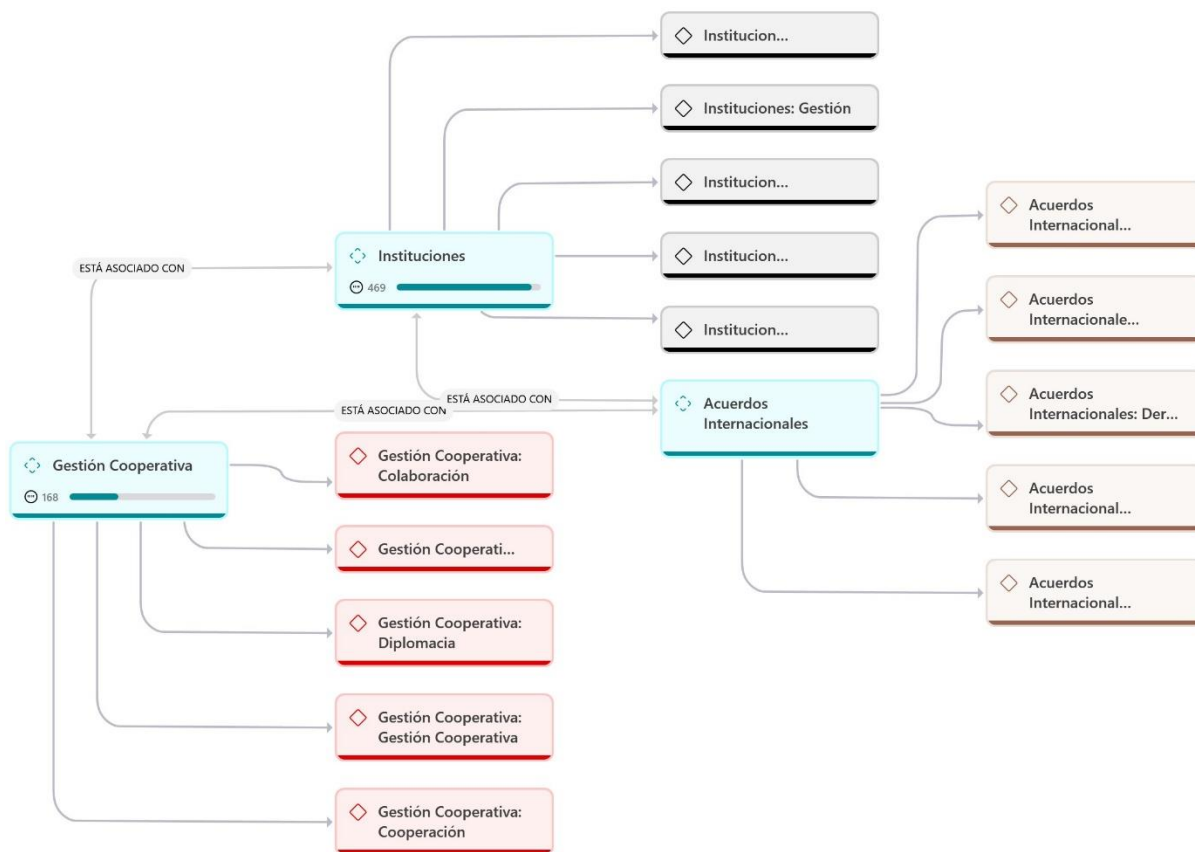 Institucion...
Instituciones: Gestión
Institucion...
Instituciones
469
Institucion...
Institucion...
ESTÁ ASOCIADO CON
ESTÁ ASOCIADO CON
ESTÁ ASOCIADO CON
Acuerdos
Internacionales
Acuerdos
Internacional...
Acuerdos
Internacionale...
Acuerdos
Internacionales: Der...
Acuerdos
Internacional...
Acuerdos
Internacional...
Gestión Cooperativa
168
Gestión Cooperativa:
Colaboración
Gestión Cooperati...
Gestión Cooperativa:
Diplomacia
Gestión Cooperativa:
Gestión Cooperativa
Gestión Cooperativa:
Cooperación